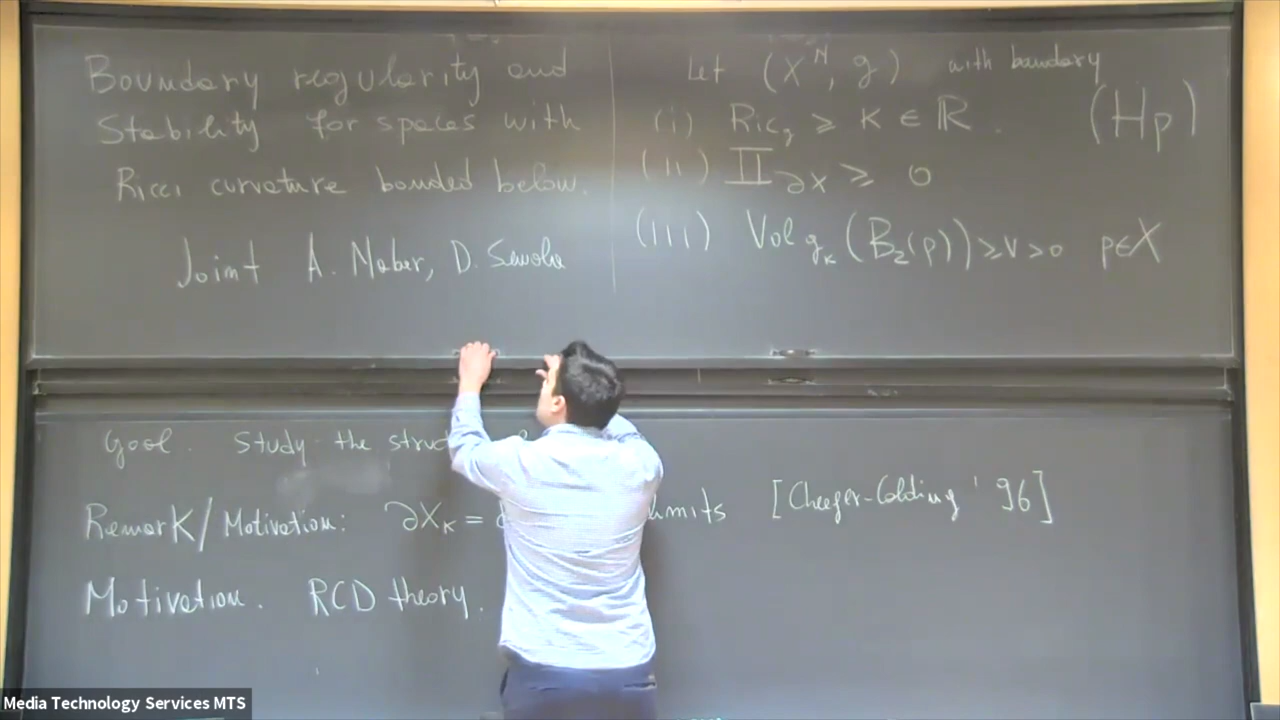 Boundary regularity and
Stability for spaces with
Ricci curvature bonded below.
Joint A. Naber, D. Semola
Let (X^N, g) with boundary
(i) Ric_g ≥ K ∈ ℝ. (Hp)
(ii) II_∂X ≥ 0
(iii) Vol_{g_K}(B_2(p)) ≥ V > 0 p∈X
Goal. Study the
Remark/Motivation: ∂X_K = limits [Cheeger-Colding '96]
Motivation. RCD theory.
Media Technology Services MTS